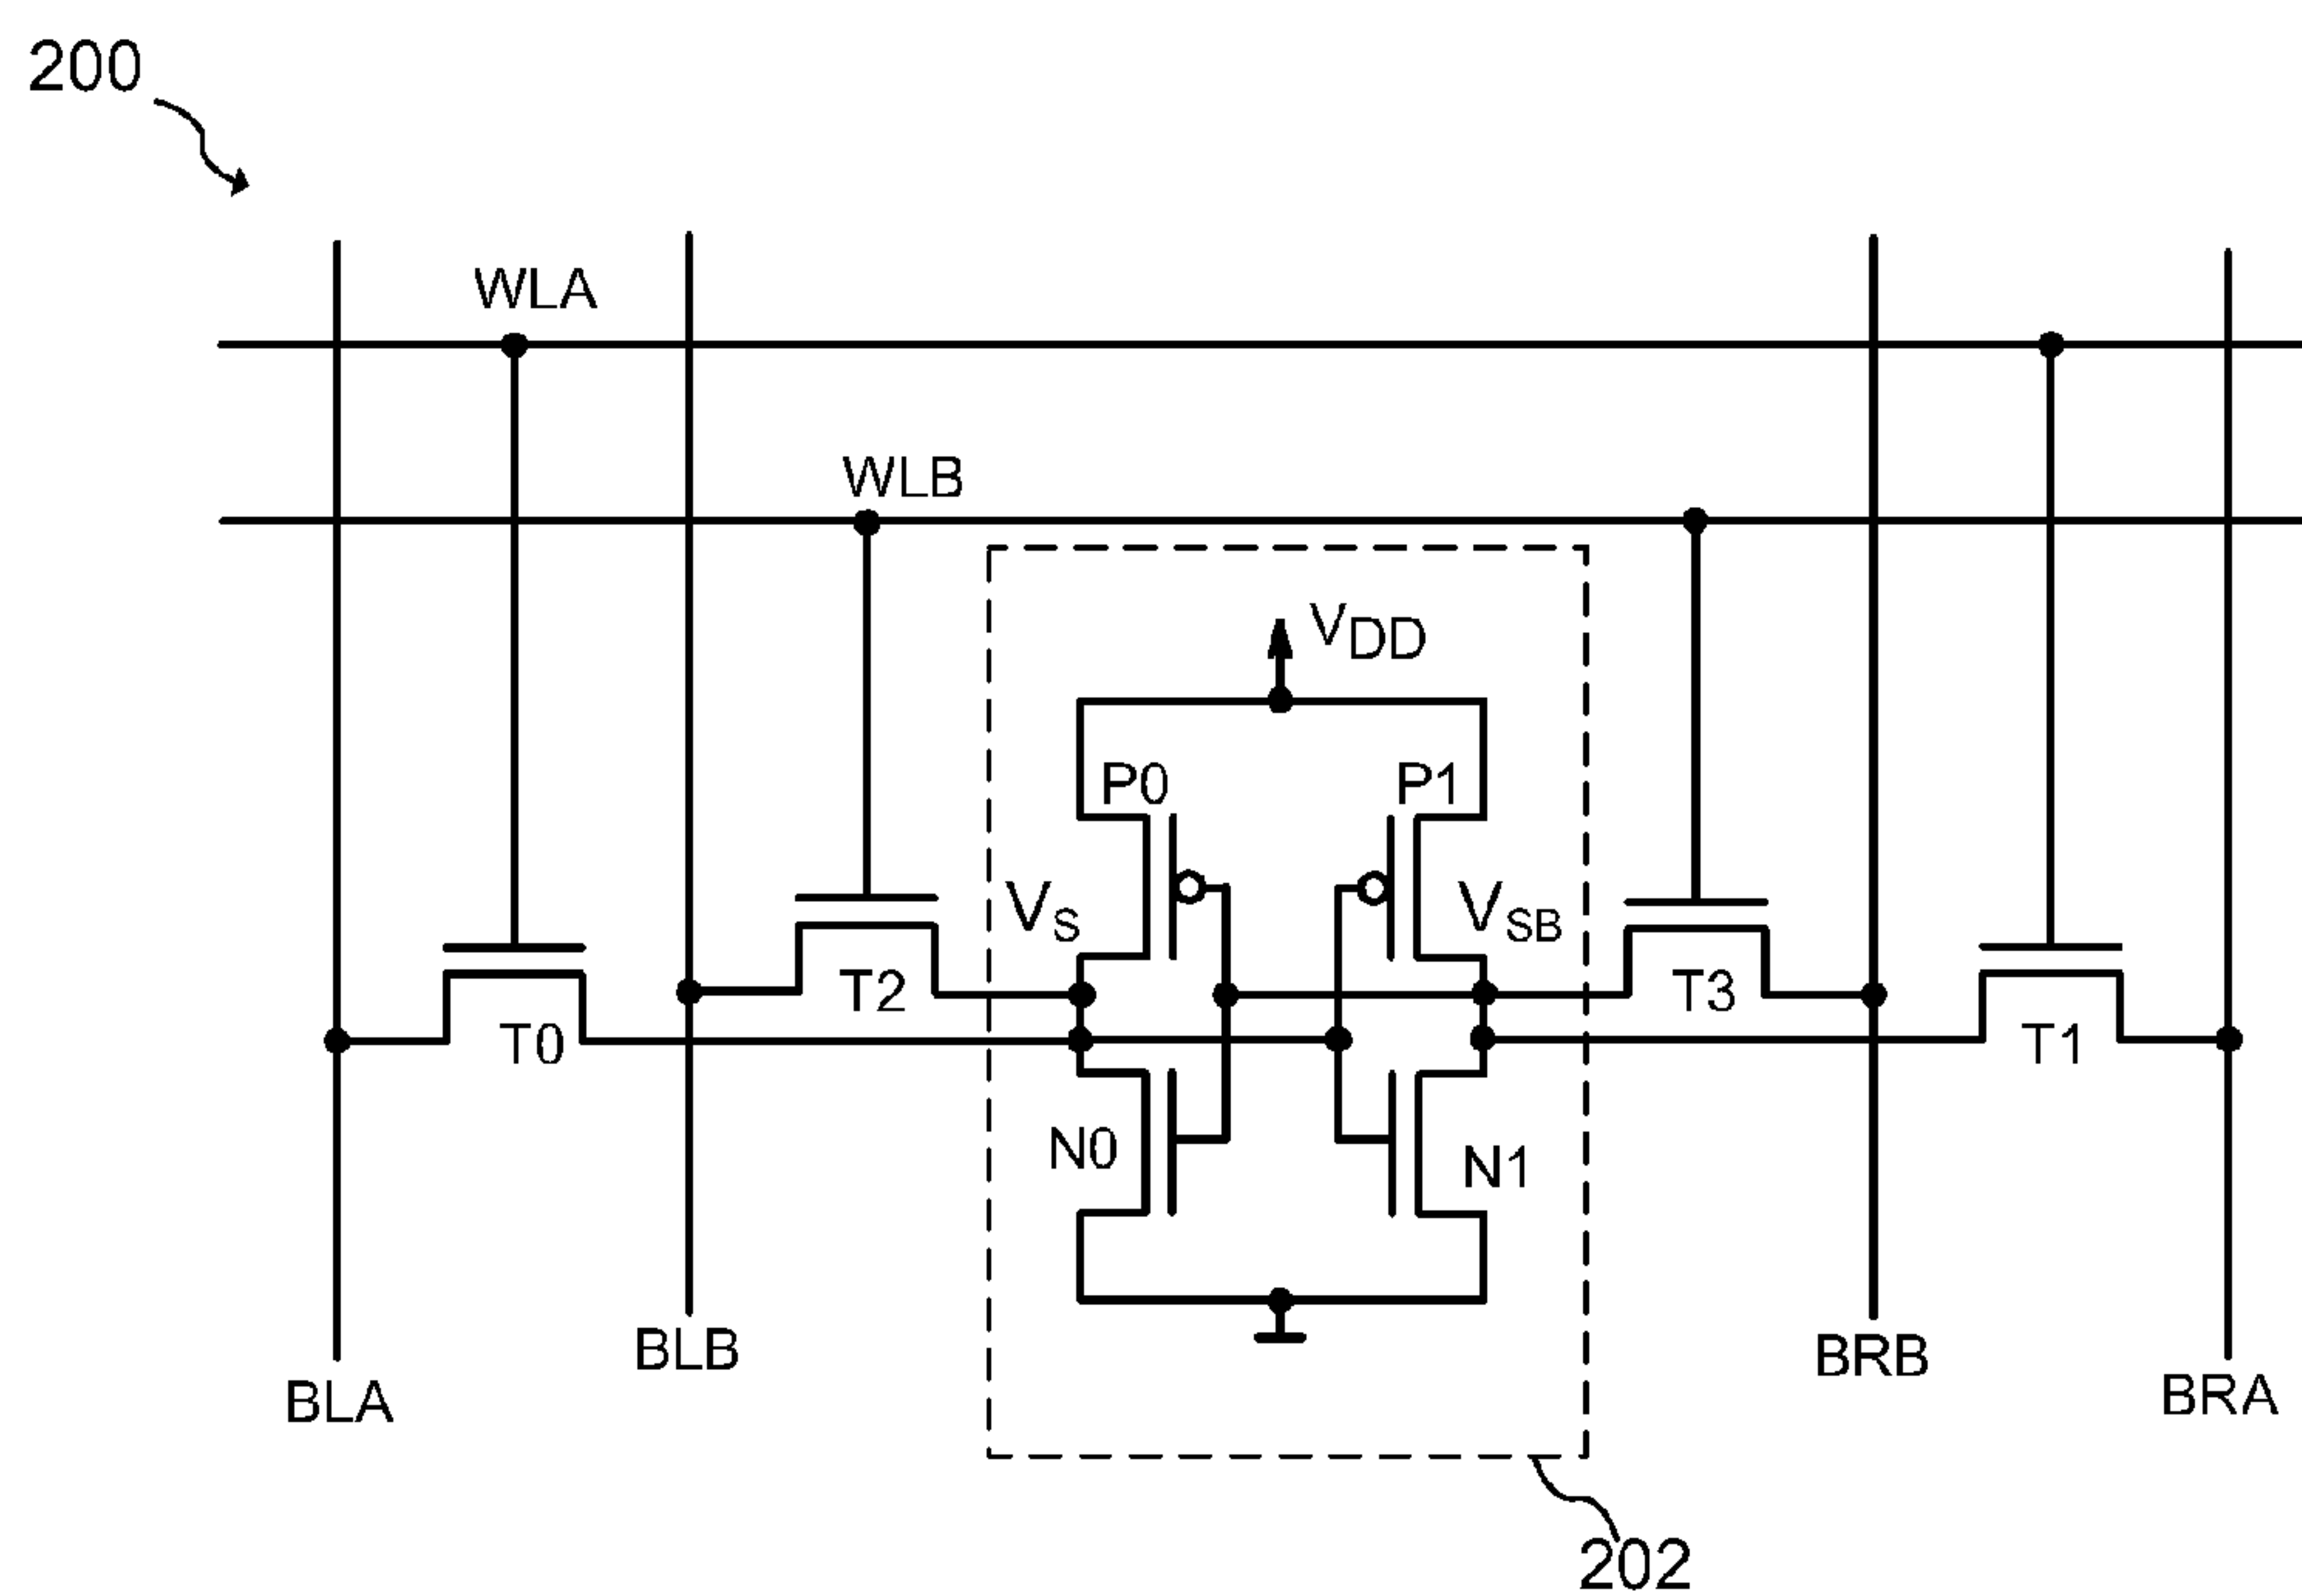 200
WLA
WLB
VDD
P0 P1
VS VSB
T2 T3
T0 T1
N0 N1
BLB BRB
BLA BRA
202